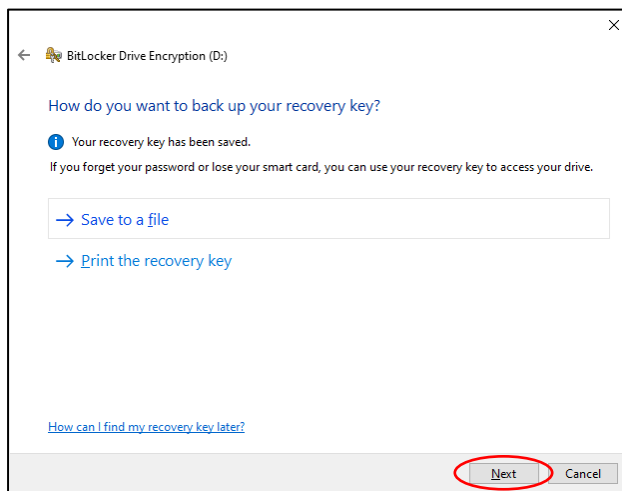 BitLocker Drive Encryption (D:)
How do you want to back up your recovery key?
Your recovery key has been saved.
If you forget your password or lose your smart card, you can use your recovery key to access your drive.
Save to a file
Print the recovery key
How can I find my recovery key later?
Next Cancel